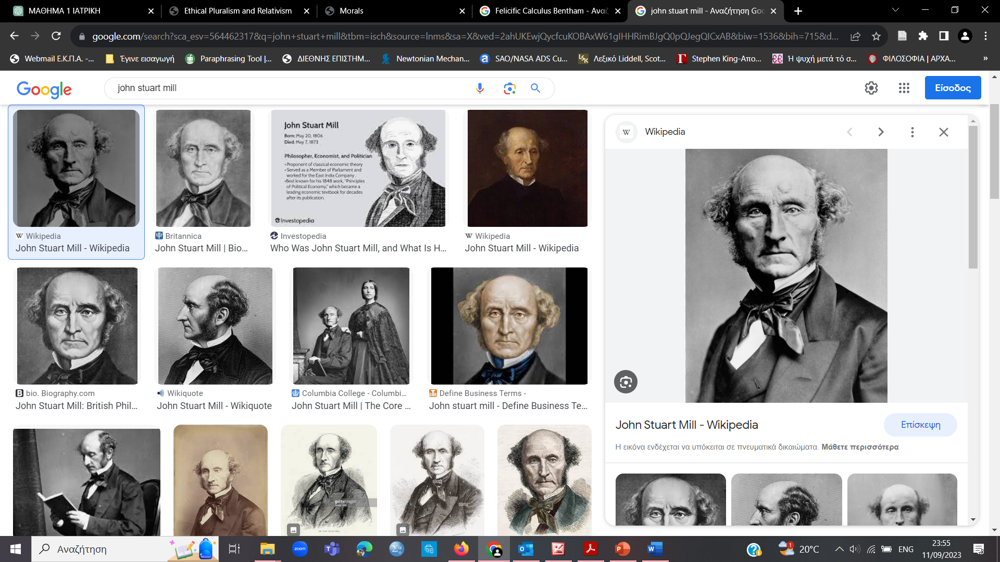 ΜΑΘΗΜΑ 1 ΙΑΤΡΙΚΗ
Ethical Pluralism and Relativism
Morals
Felicific Calculus Bentham - Αναζ
john stuart mill - Αναζήτηση Goo
google.com/search?sca_esv=564462317&q=john+stuart+mill&tbm=isch&source=lnms&sa=X&ved=2ahUKEwjQycfcuKOBAxW61gIHHRimBJgQ0pQJegQICxAB&biw=1536&bih=715&d...
Webmail Ε.Κ.Π.Α. -...
Έγινε εισαγωγή
Paraphrasing Tool |...
ΔΙΕΘΝΗΣ ΕΠΙΣΤΗΜ...
Newtonian Mechan...
SAO/NASA ADS Cu...
Λεξικό Liddell, Scot...
Stephen King-Απο...
Ἡ ψυχή μετά τό σ...
ΦΙΛΟΣΟΦΙΑ | ΑΡΧΑ...
»
Google
john stuart mill
Είσοδος
John Stuart Mill
Born: May 20, 1806
Died: May 7, 1873
Philosopher, Economist, and Politician
• Proponent of classical economic theory
• Served as a Member of Parliament and
worked for the East India Company.
• Best known for his 1848 work, "Principles
of Political Economy," which became a
leading economic textbook for decades
after its publication.
Investopedia
W Wikipedia
John Stuart Mill - Wikipedia
Britannica
John Stuart Mill | Bio...
Investopedia
Who Was John Stuart Mill, and What Is H...
W Wikipedia
John Stuart Mill - Wikipedia
bio. Biography.com
John Stuart Mill: British Phil...
Wikiquote
John Stuart Mill - Wikiquote
Columbia College - Columbi...
John Stuart Mill | The Core ...
Define Business Terms -
John stuart mill - Define Business Te...
gettyimages
alamy
W Wikipedia
John Stuart Mill - Wikipedia
Επίσκεψη
Η εικόνα ενδέχεται να υπόκειται σε πνευματικά δικαιώματα. Μάθετε περισσότερα
Αναζήτηση
zoom
1
20°C
ENG
23:55
11/09/2023